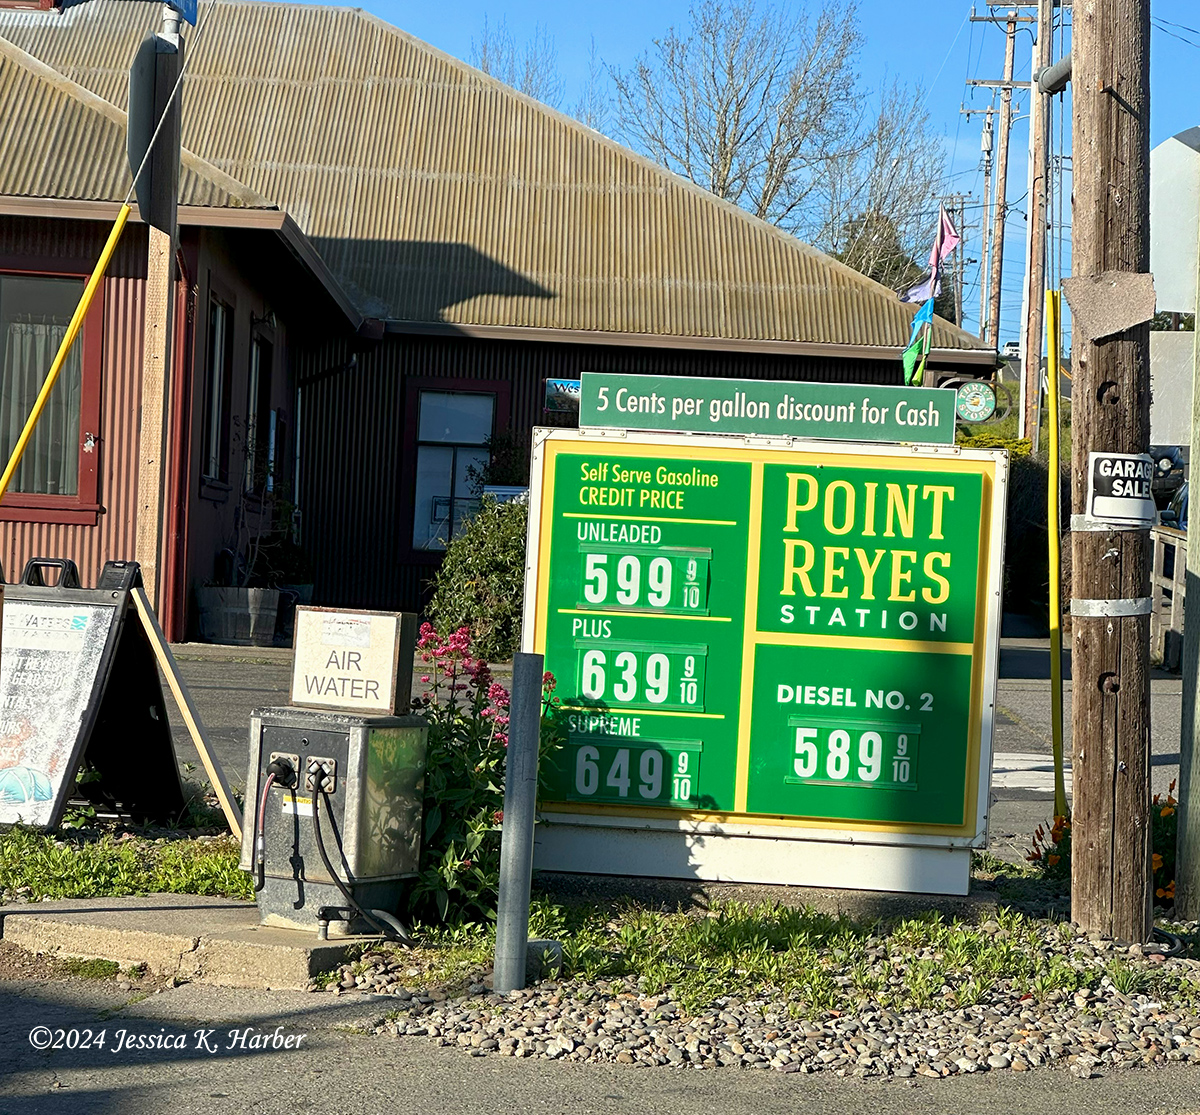 5 Cents per gallon discount for Cash
Self Serve Gasoline
CREDIT PRICE
UNLEADED
599 9/10
PLUS
639 9/10
SUPREME
649 9/10
POINT
REYES
STATION
DIESEL NO. 2
589 9/10
AIR
WATER
GARAG
SALE
©2024 Jessica K. Harber